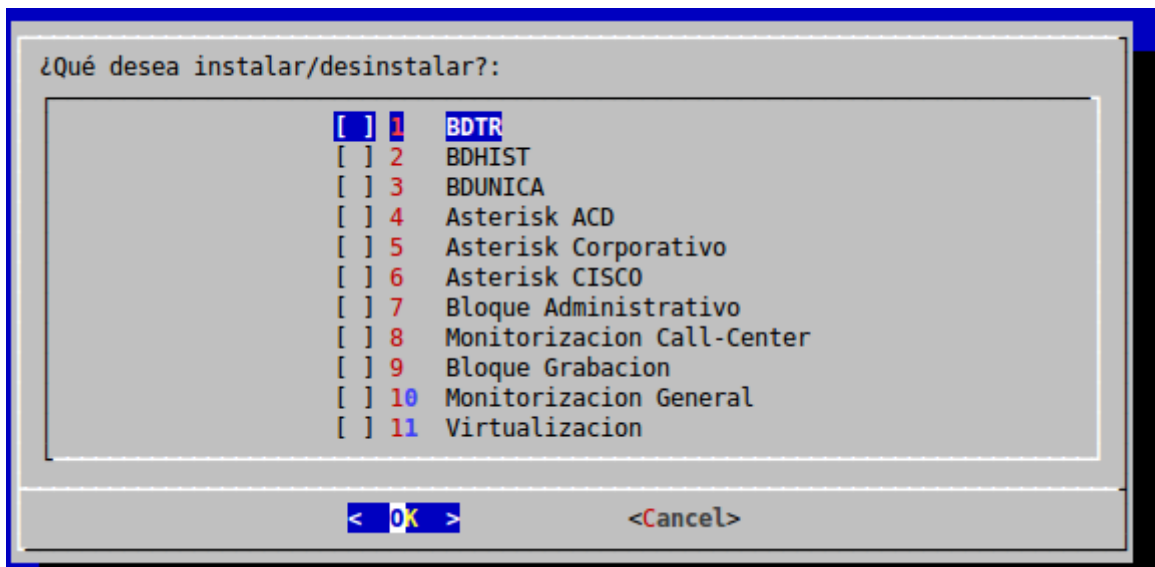 ¿Qué desea instalar/desinstalar?:
[ ] 1 BDTR
[ ] 2 BDHIST
[ ] 3 BDUNICA
[ ] 4 Asterisk ACD
[ ] 5 Asterisk Corporativo
[ ] 6 Asterisk CISCO
[ ] 7 Bloque Administrativo
[ ] 8 Monitorizacion Call-Center
[ ] 9 Bloque Grabacion
[ ] 10 Monitorizacion General
[ ] 11 Virtualizacion
< OK > <Cancel>